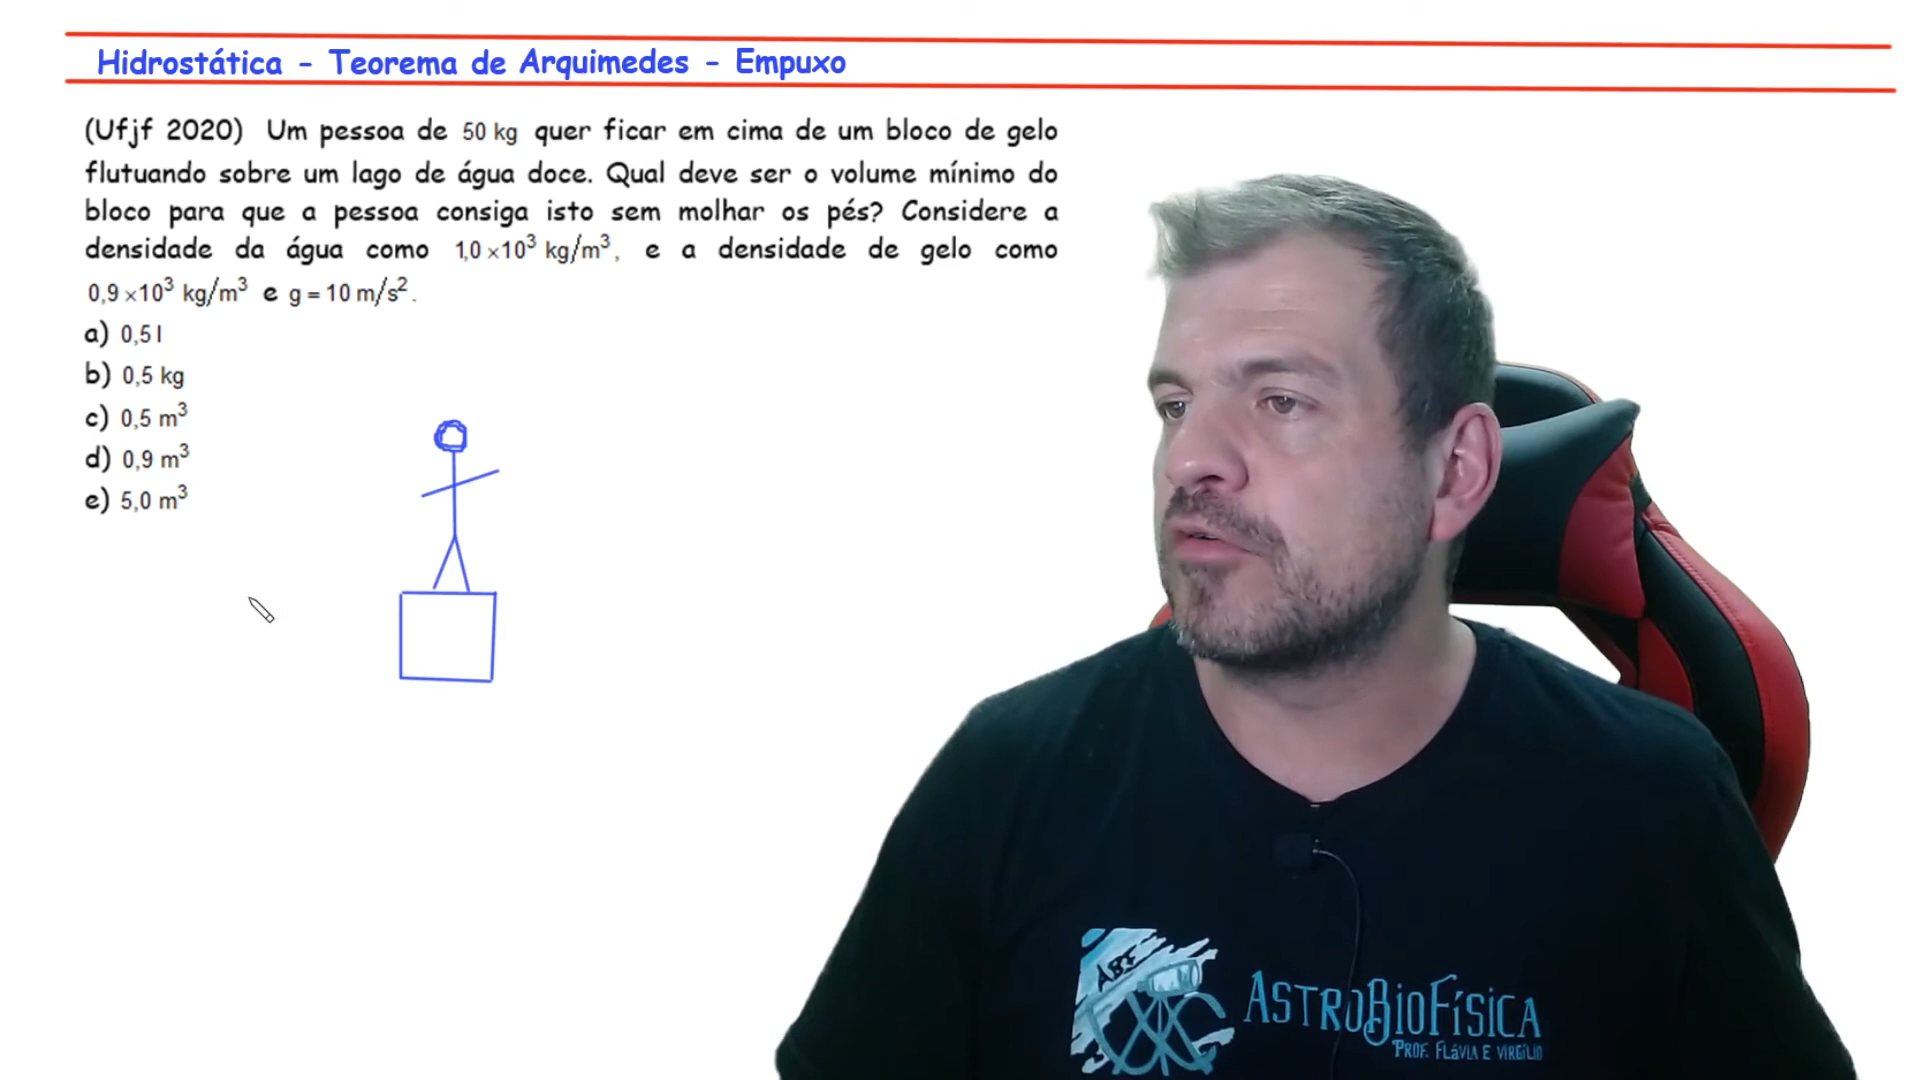 Hidrostática - Teorema de Arquimedes - Empuxo
(Ufjf 2020) Um pessoa de 50 kg quer ficar em cima de um bloco de gelo
flutuando sobre um lago de água doce. Qual deve ser o volume mínimo do
bloco para que a pessoa consiga isto sem molhar os pés? Considere a
densidade da água como 1,0 ×10³ kg/m³, e a densidade de gelo como
0,9 ×10³ kg/m³ e g = 10 m/s².
a) 0,5 l
b) 0,5 kg
c) 0,5 m³
d) 0,9 m³
e) 5,0 m³
ABF
ASTROBIOFÍSICA
PROF. FLÁVIA E VIRGÍLIO